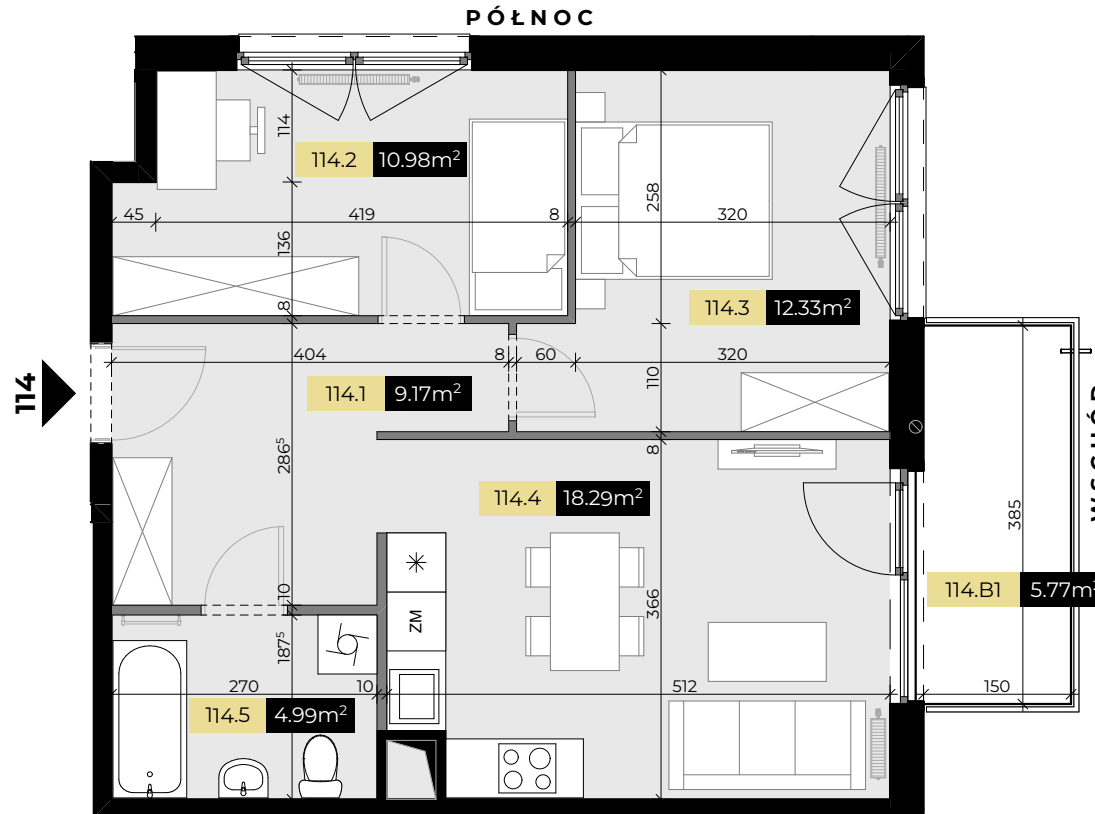 PÓŁNOC
114
114.2 10.98m²
45
419
8
258
320
136
8
114.3 12.33m²
404
8
60
320
114
114.1 9.17m²
110
286⁵
8
114.4 18.29m²
385
WSCHÓD
10
ZM
366
114.B1 5.77m²
187⁵
270
10
512
150
114.5 4.99m²